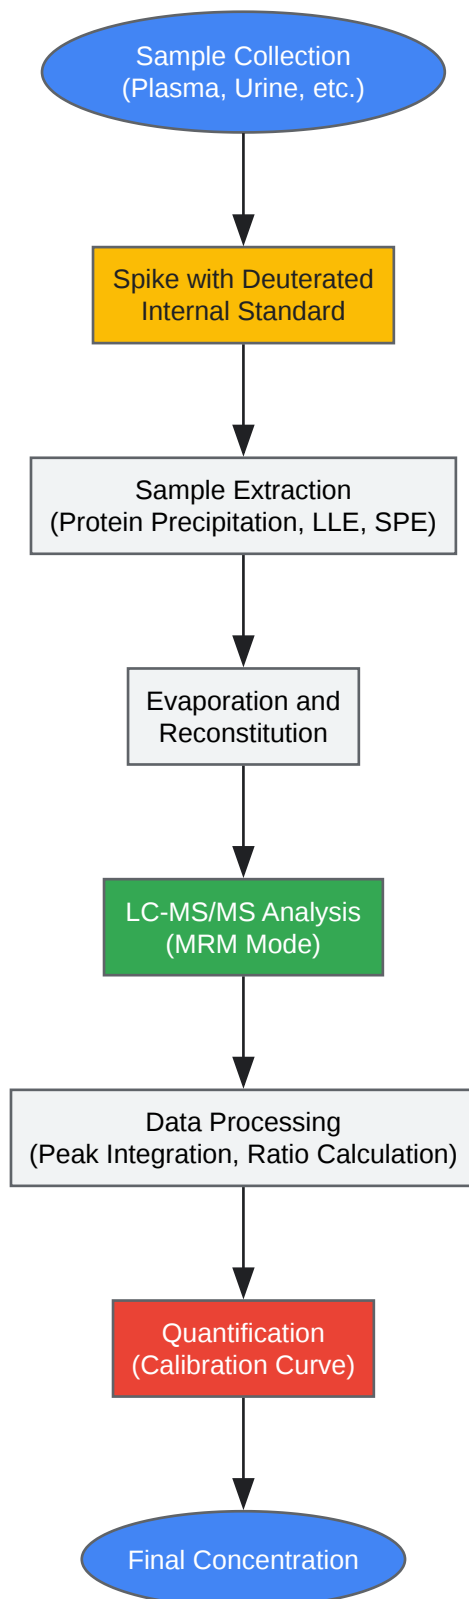 Sample Collection
(Plasma, Urine, etc.)
Spike with Deuterated
Internal Standard
Sample Extraction
(Protein Precipitation, LLE, SPE)
Evaporation and
Reconstitution
LC-MS/MS Analysis
(MRM Mode)
Data Processing
(Peak Integration, Ratio Calculation)
Quantification
(Calibration Curve)
Final Concentration